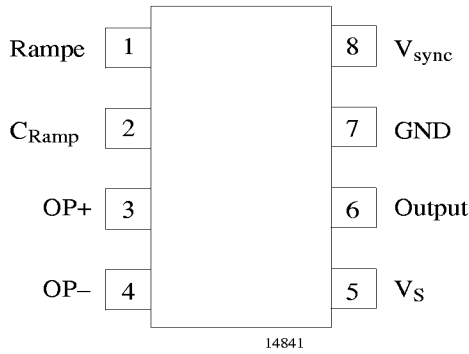 Rampe 1 8 Vsync
CRamp 2 7 GND
OP+ 3 6 Output
OP– 4 5 VS
14841